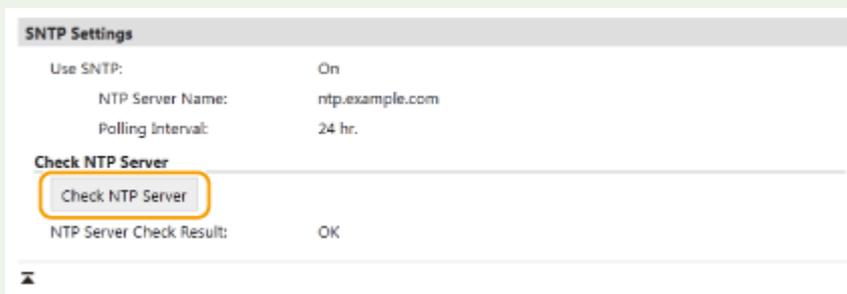 SNTP Settings
Use SNTP: On
NTP Server Name: ntp.example.com
Polling Interval: 24 hr.
Check NTP Server
Check NTP Server
NTP Server Check Result: OK